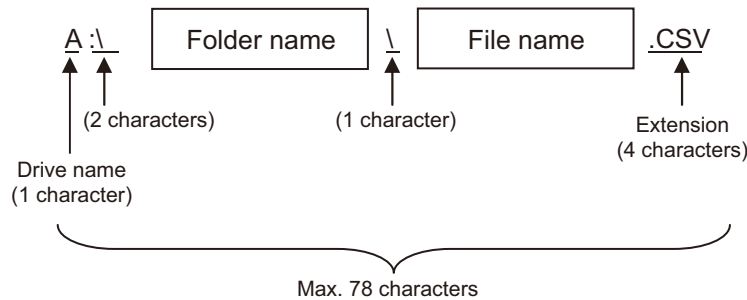 A :\ Folder name \ File name .CSV
(2 characters) (1 character)
Extension
(4 characters)
Drive name
(1 character)
Max. 78 characters